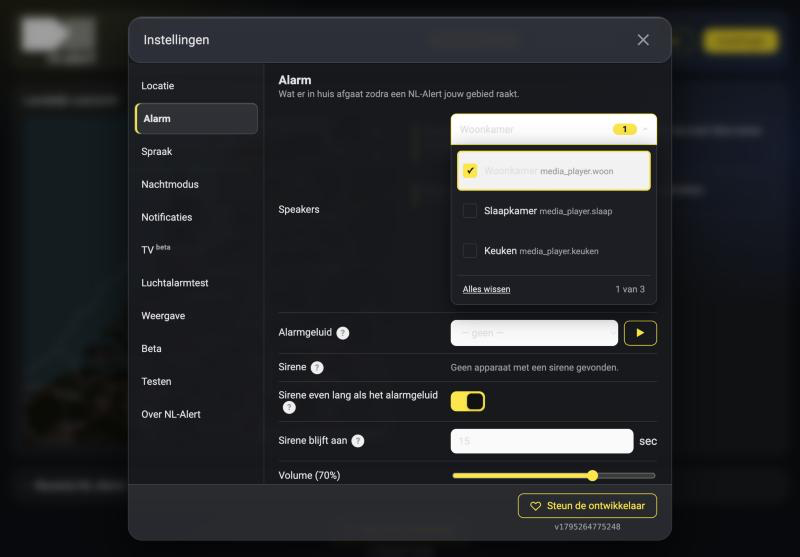 Instellingen
Locatie
Alarm
Spraak
Nachtmodus
Notificaties
TV beta
Luchtalarmtest
Weergave
Beta
Testen
Over NL-Alert
Alarm
Wat er in huis afgaat zodra een NL-Alert jouw gebied raakt.
Speakers
Woonkamer 1
Woonkamer media_player.woon
Slaapkamer media_player.slaap
Keuken media_player.keuken
Alles wissen 1 van 3
Alarmgeluid ? — geen —
Sirene ? Geen apparaat met een sirene gevonden.
Sirene even lang als het alarmgeluid
?
Sirene blijft aan ? 15 sec
Volume (70%)
Steun de ontwikkelaar
v1795264775248